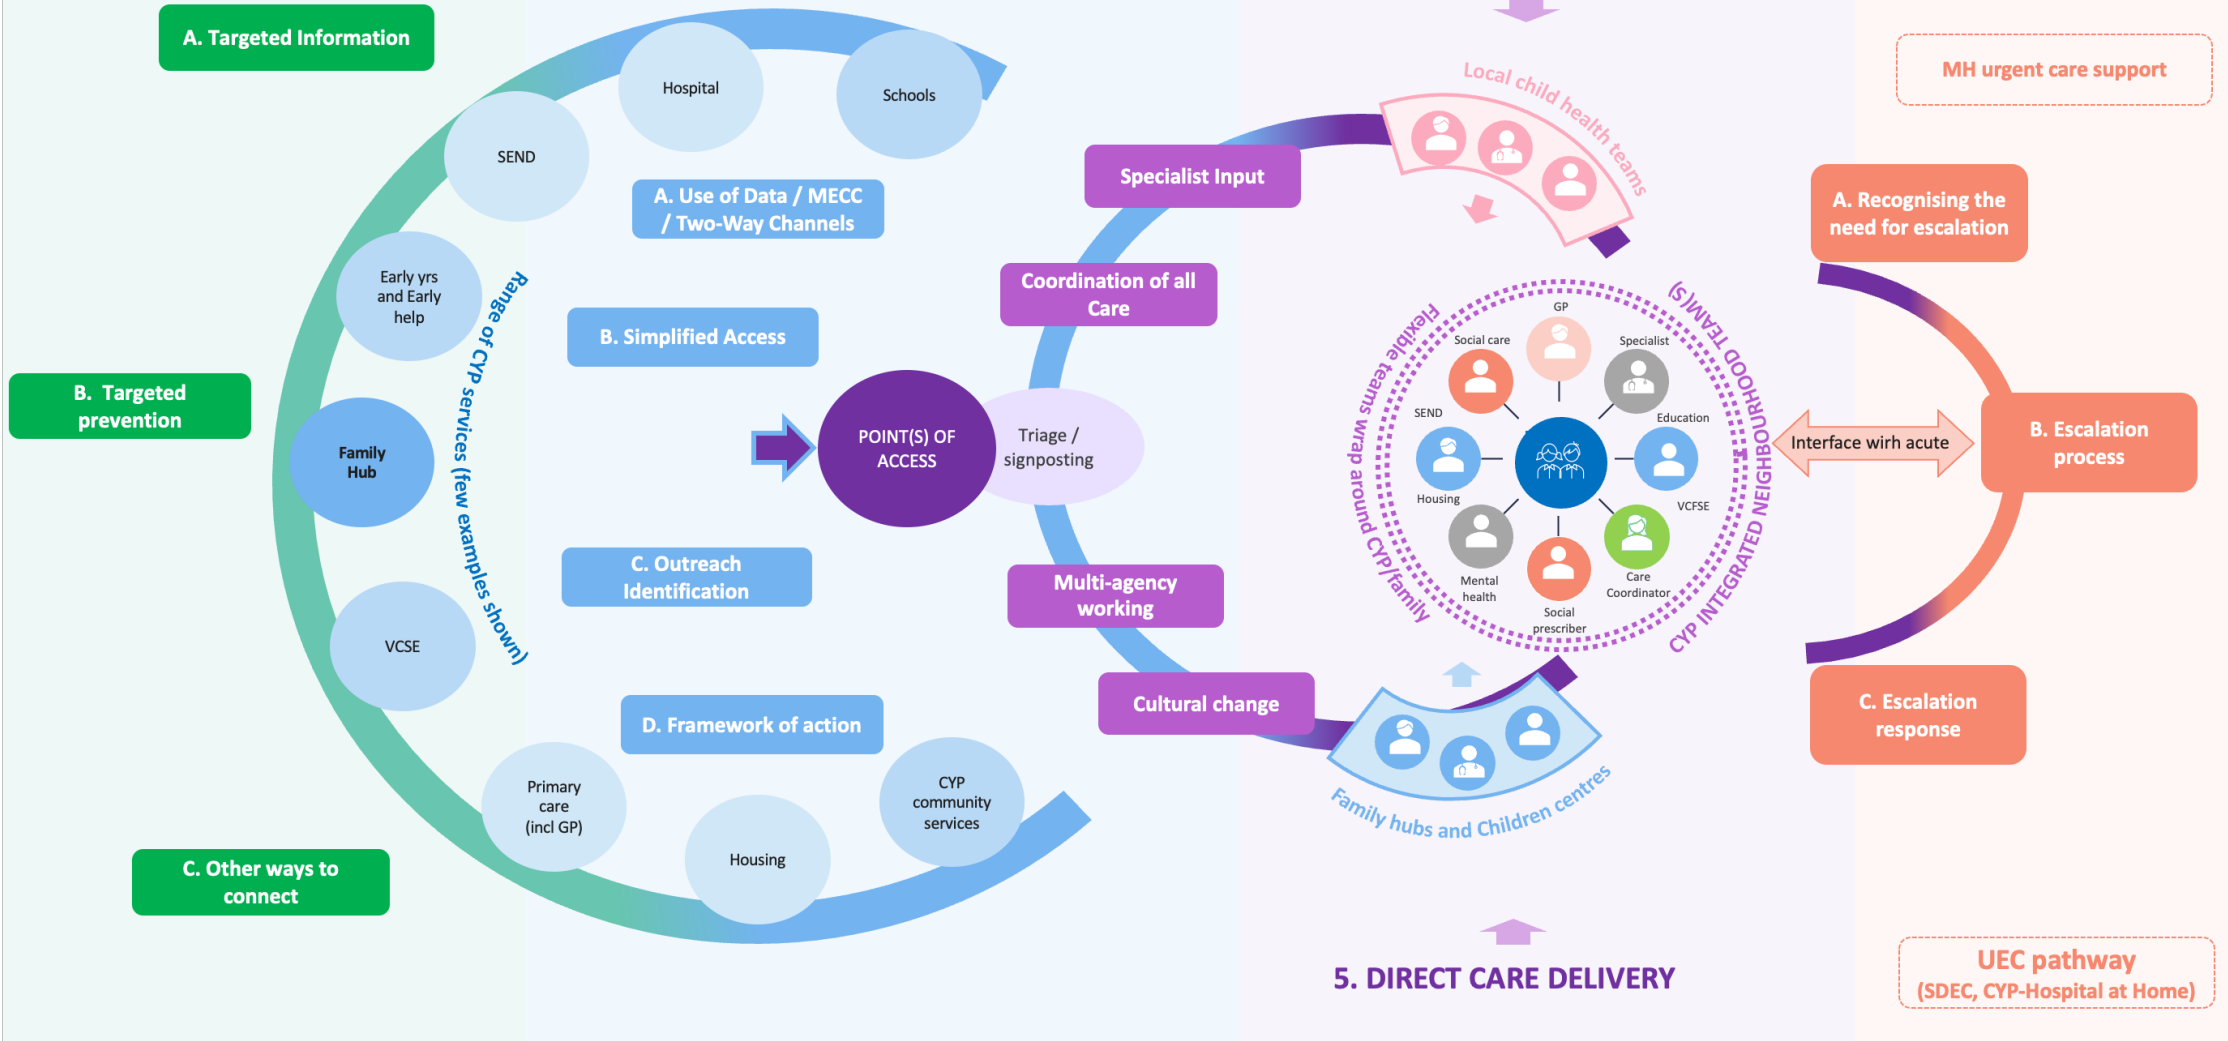 A. Targeted Information
B. Targeted
prevention
C. Other ways to
connect
Hospital
Schools
SEND
Early yrs
and Early
help
Family
Hub
VCSE
Primary
care
(incl GP)
Housing
CYP
community
services
Range of CYP services (few examples shown)
A. Use of Data / MECC
/ Two-Way Channels
B. Simplified Access
C. Outreach
Identification
D. Framework of action
POINT(S) OF
ACCESS
Triage /
signposting
Specialist Input
Coordination of all
Care
Multi-agency
working
Cultural change
Local child health teams
Flexible teams wrap around CYP/family
CYP INTEGRATED NEIGHBOURHOOD TEAM(S)
GP
Social care
Specialist
SEND
Education
Housing
VCFSE
Mental
health
Care
Coordinator
Social
prescriber
Family hubs and Children centres
5. DIRECT CARE DELIVERY
MH urgent care support
A. Recognising the
need for escalation
Interface wirh acute
B. Escalation
process
C. Escalation
response
UEC pathway
(SDEC, CYP-Hospital at Home)